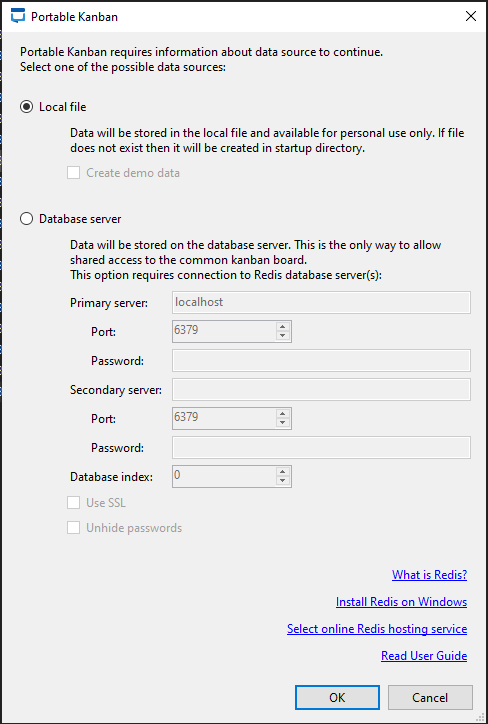 Portable Kanban
Portable Kanban requires information about data source to continue.
Select one of the possible data sources:
Local file
Data will be stored in the local file and available for personal use only. If file
does not exist then it will be created in startup directory.
Create demo data
Database server
Data will be stored on the database server. This is the only way to allow
shared access to the common kanban board.
This option requires connection to Redis database server(s):
Primary server: localhost
Port: 6379
Password:
Secondary server:
Port: 6379
Password:
Database index: 0
Use SSL
Unhide passwords
What is Redis?
Install Redis on Windows
Select online Redis hosting service
Read User Guide
OK Cancel